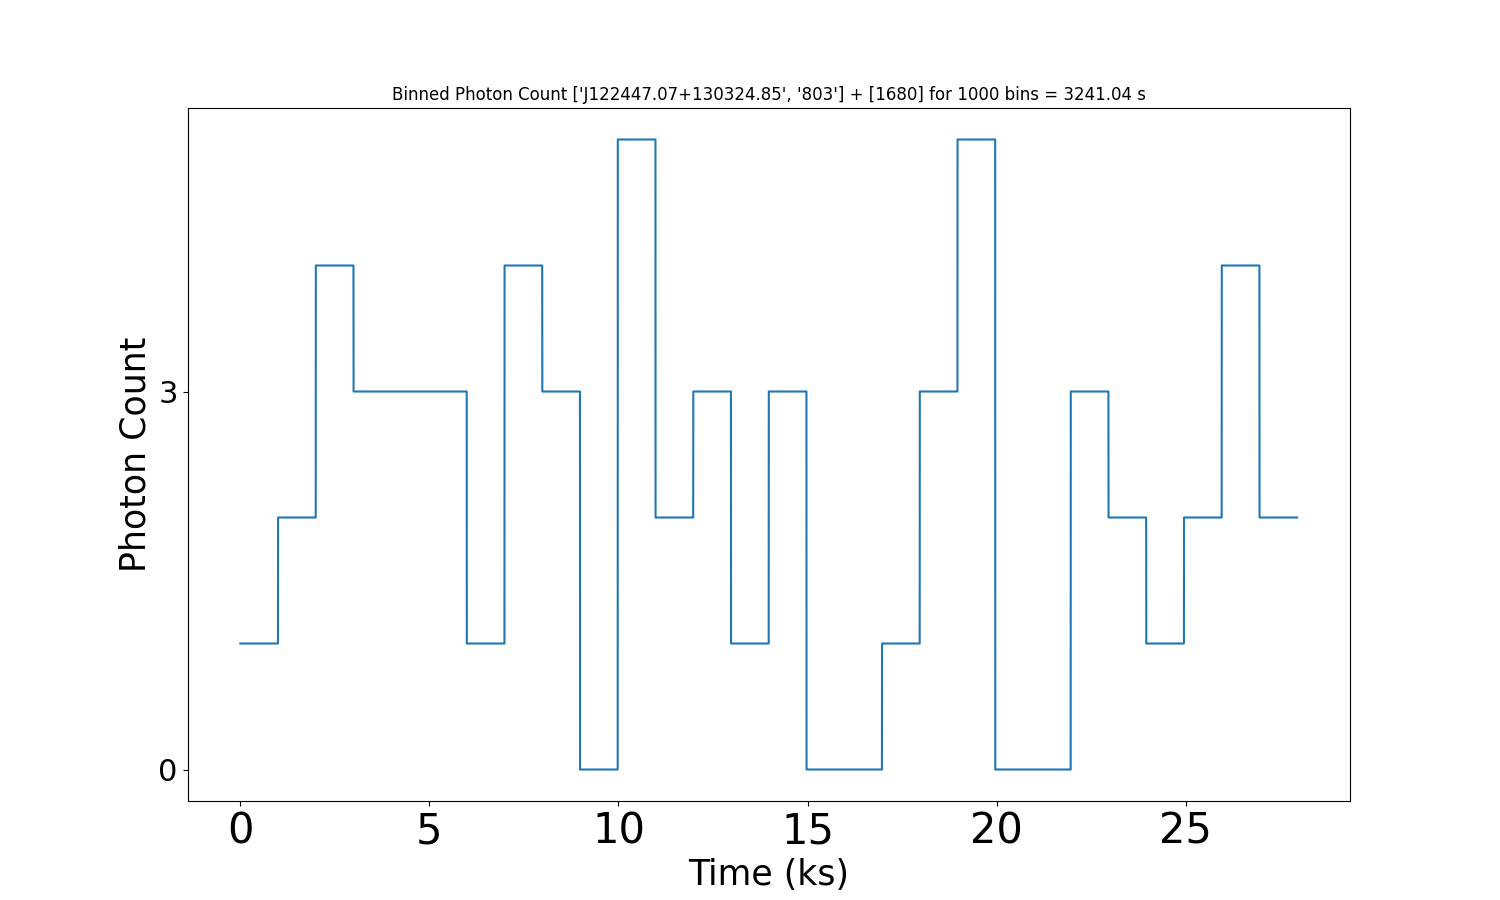 Binned Photon Count ['J122447.07+130324.85', '803'] + [1680] for 1000 bins = 3241.04 s
Photon Count
3
0
0 5 10 15 20 25
Time (ks)